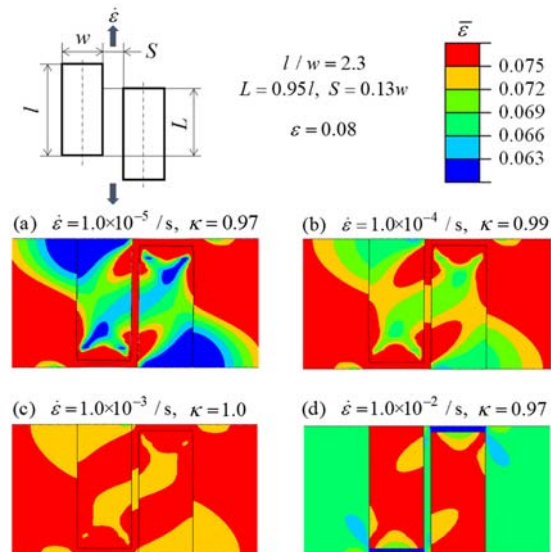 ε̇
w
S
l
L
l / w = 2.3
L = 0.95l, S = 0.13w
ε = 0.08
ε̅
0.075
0.072
0.069
0.066
0.063
(a) ε̇ = 1.0×10⁻⁵ /s, κ = 0.97
(b) ε̇ = 1.0×10⁻⁴ /s, κ = 0.99
(c) ε̇ = 1.0×10⁻³ /s, κ = 1.0
(d) ε̇ = 1.0×10⁻² /s, κ = 0.97